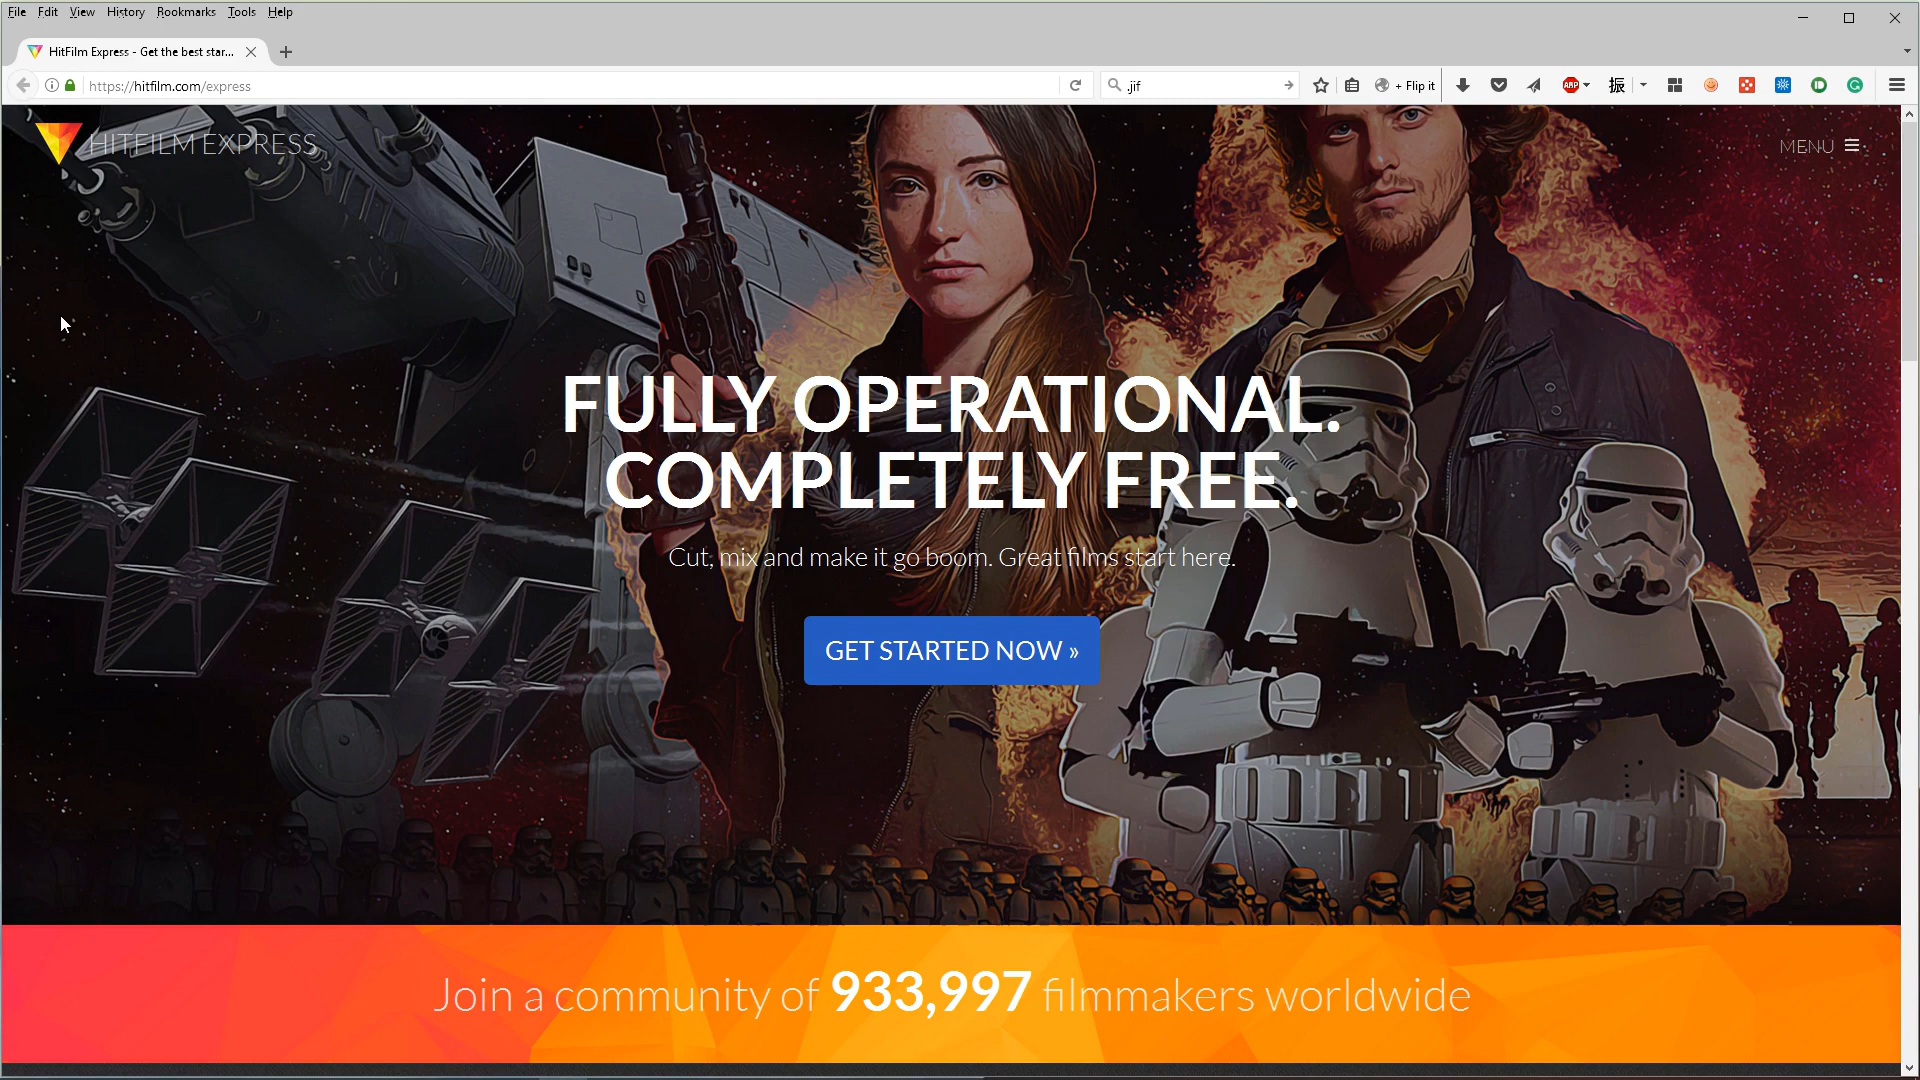 File Edit View History Bookmarks Tools Help
HitFilm Express - Get the best star...
https://hitfilm.com/express
.jif
+ Flip it
ABP
振
HITFILM EXPRESS
MENU
FULLY OPERATIONAL.
COMPLETELY FREE.
Cut, mix and make it go boom. Great films start here.
GET STARTED NOW »
Join a community of 933,997 filmmakers worldwide